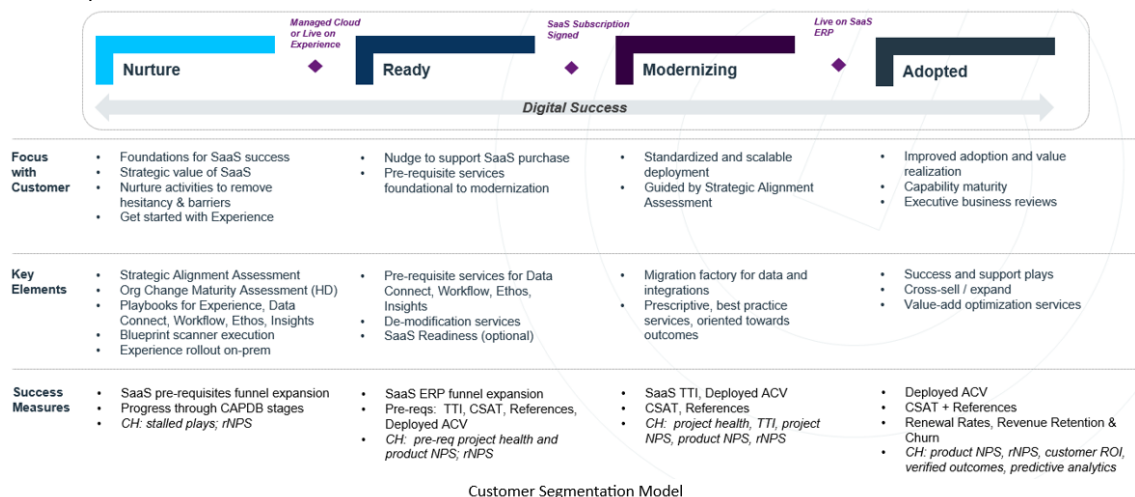 Managed Cloud
or Live on
Experience
SaaS Subscription
Signed
Live on SaaS
ERP
Nurture
Ready
Modernizing
Adopted
Digital Success
Focus
with
Customer
• Foundations for SaaS success
• Strategic value of SaaS
• Nurture activities to remove
hesitancy & barriers
• Get started with Experience
• Nudge to support SaaS purchase
• Pre-requisite services
foundational to modernization
• Standardized and scalable
deployment
• Guided by Strategic Alignment
Assessment
• Improved adoption and value
realization
• Capability maturity
• Executive business reviews
Key
Elements
• Strategic Alignment Assessment
• Org Change Maturity Assessment (HD)
• Playbooks for Experience, Data
Connect, Workflow, Ethos, Insights
• Blueprint scanner execution
• Experience rollout on-prem
• Pre-requisite services for Data
Connect, Workflow, Ethos,
Insights
• De-modification services
• SaaS Readiness (optional)
• Migration factory for data and
integrations
• Prescriptive, best practice
services, oriented towards
outcomes
• Success and support plays
• Cross-sell / expand
• Value-add optimization services
Success
Measures
• SaaS pre-requisites funnel expansion
• Progress through CAPDB stages
• CH: stalled plays; rNPS
• SaaS ERP funnel expansion
• Pre-reqs: TTI, CSAT, References,
Deployed ACV
• CH: pre-req project health and
product NPS; rNPS
• SaaS TTI, Deployed ACV
• CSAT, References
• CH: project health, TTI, project
NPS, product NPS, rNPS
• Deployed ACV
• CSAT + References
• Renewal Rates, Revenue Retention &
Churn
• CH: product NPS, rNPS, customer ROI,
verified outcomes, predictive analytics
Customer Segmentation Model